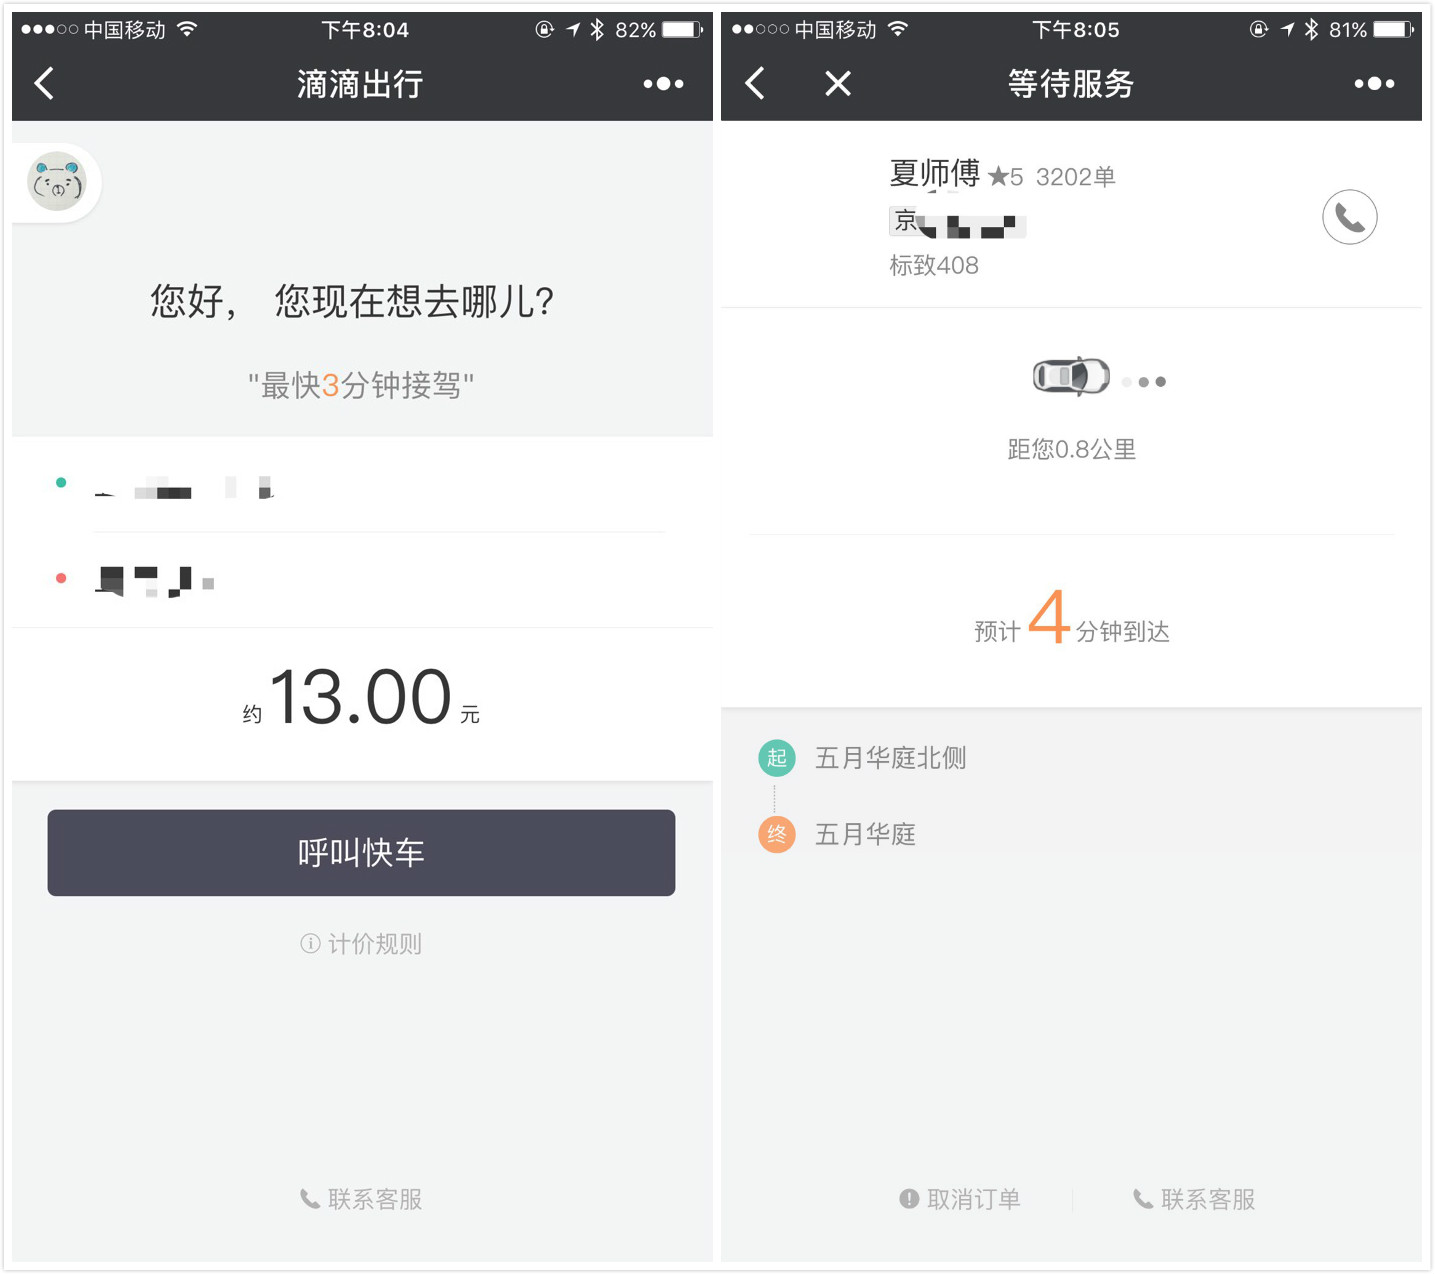 中国移动 下午8:04 82%
滴滴出行
您好， 您现在想去哪儿?
"最快3分钟接驾"
约13.00元
呼叫快车
计价规则
联系客服
中国移动 下午8:05 81%
等待服务
夏师傅 ★5 3202单
京
标致408
距您0.8公里
预计4分钟到达
起 五月华庭北侧
终 五月华庭
取消订单 联系客服